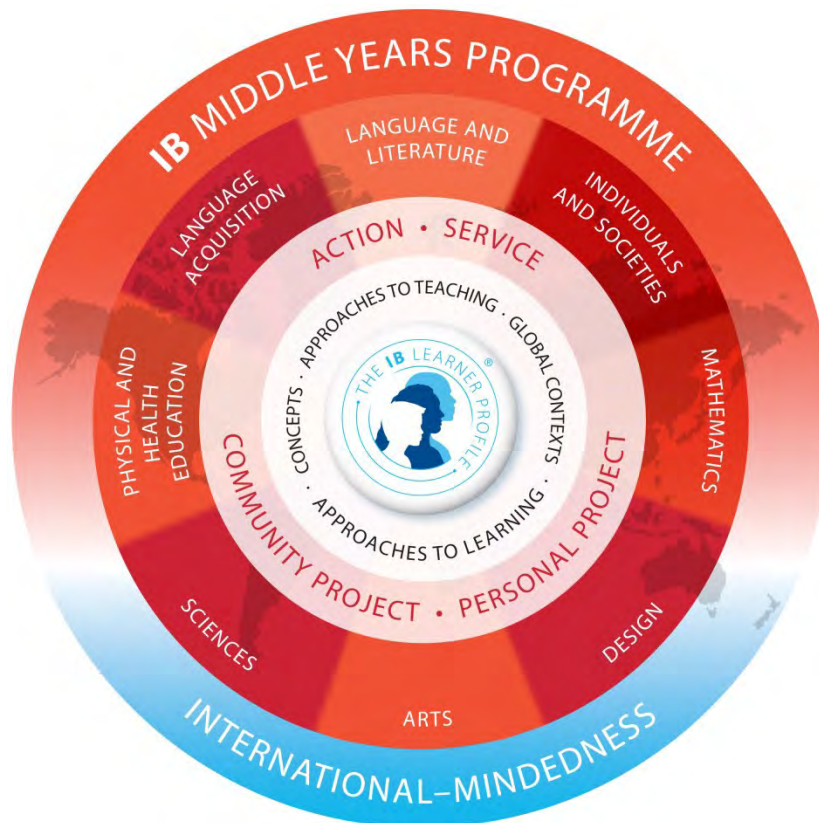 IB MIDDLE YEARS PROGRAMME
LANGUAGE AND
LITERATURE
INDIVIDUALS
AND SOCIETIES
MATHEMATICS
DESIGN
ARTS
SCIENCES
PHYSICAL AND
HEALTH
EDUCATION
LANGUAGE
ACQUISITION
ACTION • SERVICE
COMMUNITY PROJECT • PERSONAL PROJECT
APPROACHES TO TEACHING · GLOBAL CONTEXTS ·
APPROACHES TO LEARNING · CONCEPTS ·
· THE IB LEARNER PROFILE ·
®
INTERNATIONAL–MINDEDNESS